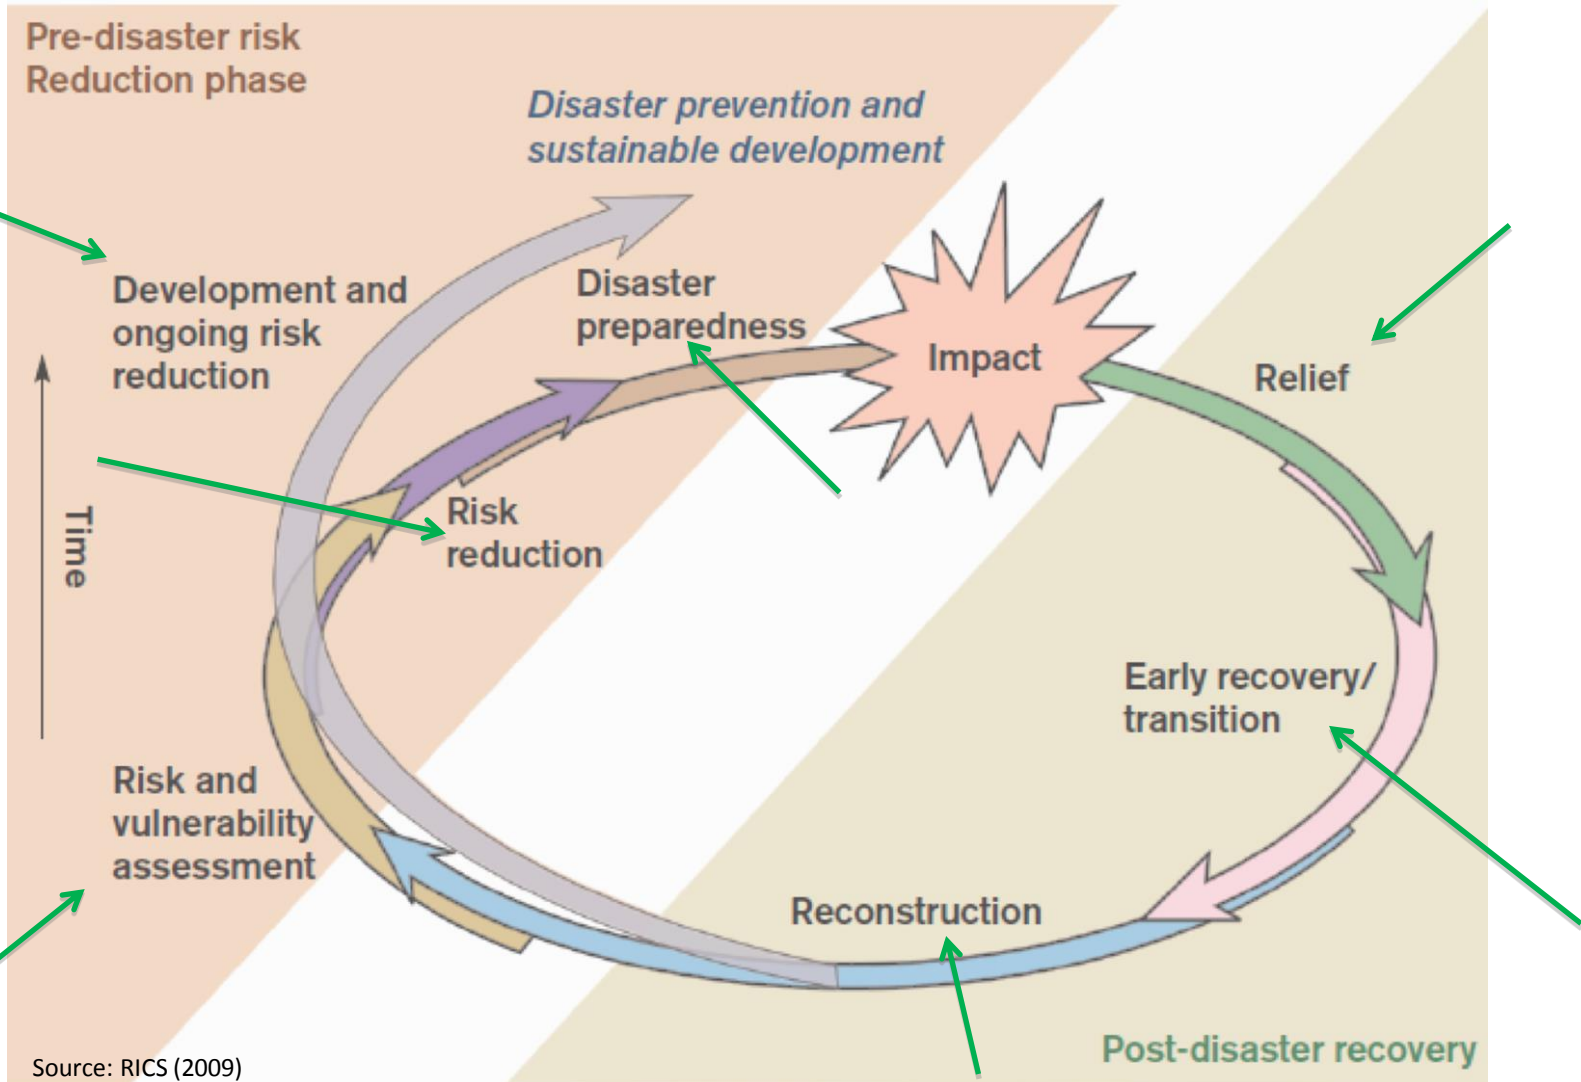 Pre-disaster risk
Reduction phase
Disaster prevention and
sustainable development
Development and
ongoing risk
reduction
Disaster
preparedness
Impact
Relief
Time
Risk
reduction
Early recovery/
transition
Risk and
vulnerability
assessment
Reconstruction
Post-disaster recovery
Source: RICS (2009)